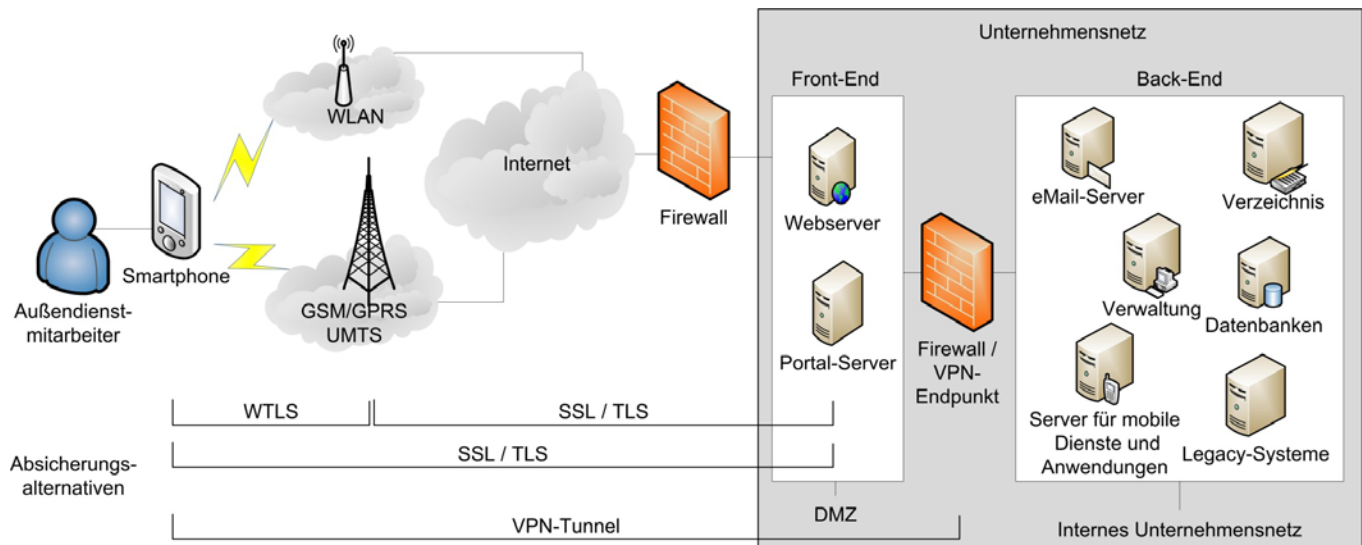 Unternehmensnetz
Front-End
Back-End
WLAN
Internet
Firewall
Webserver
eMail-Server
Verzeichnis
Smartphone
Außendienst-
mitarbeiter
GSM/GPRS
UMTS
Portal-Server
Firewall /
VPN-
Endpunkt
Verwaltung
Datenbanken
Server für mobile
Dienste und
Anwendungen
Legacy-Systeme
WTLS
SSL / TLS
Absicherungs-
alternativen
SSL / TLS
VPN-Tunnel
DMZ
Internes Unternehmensnetz